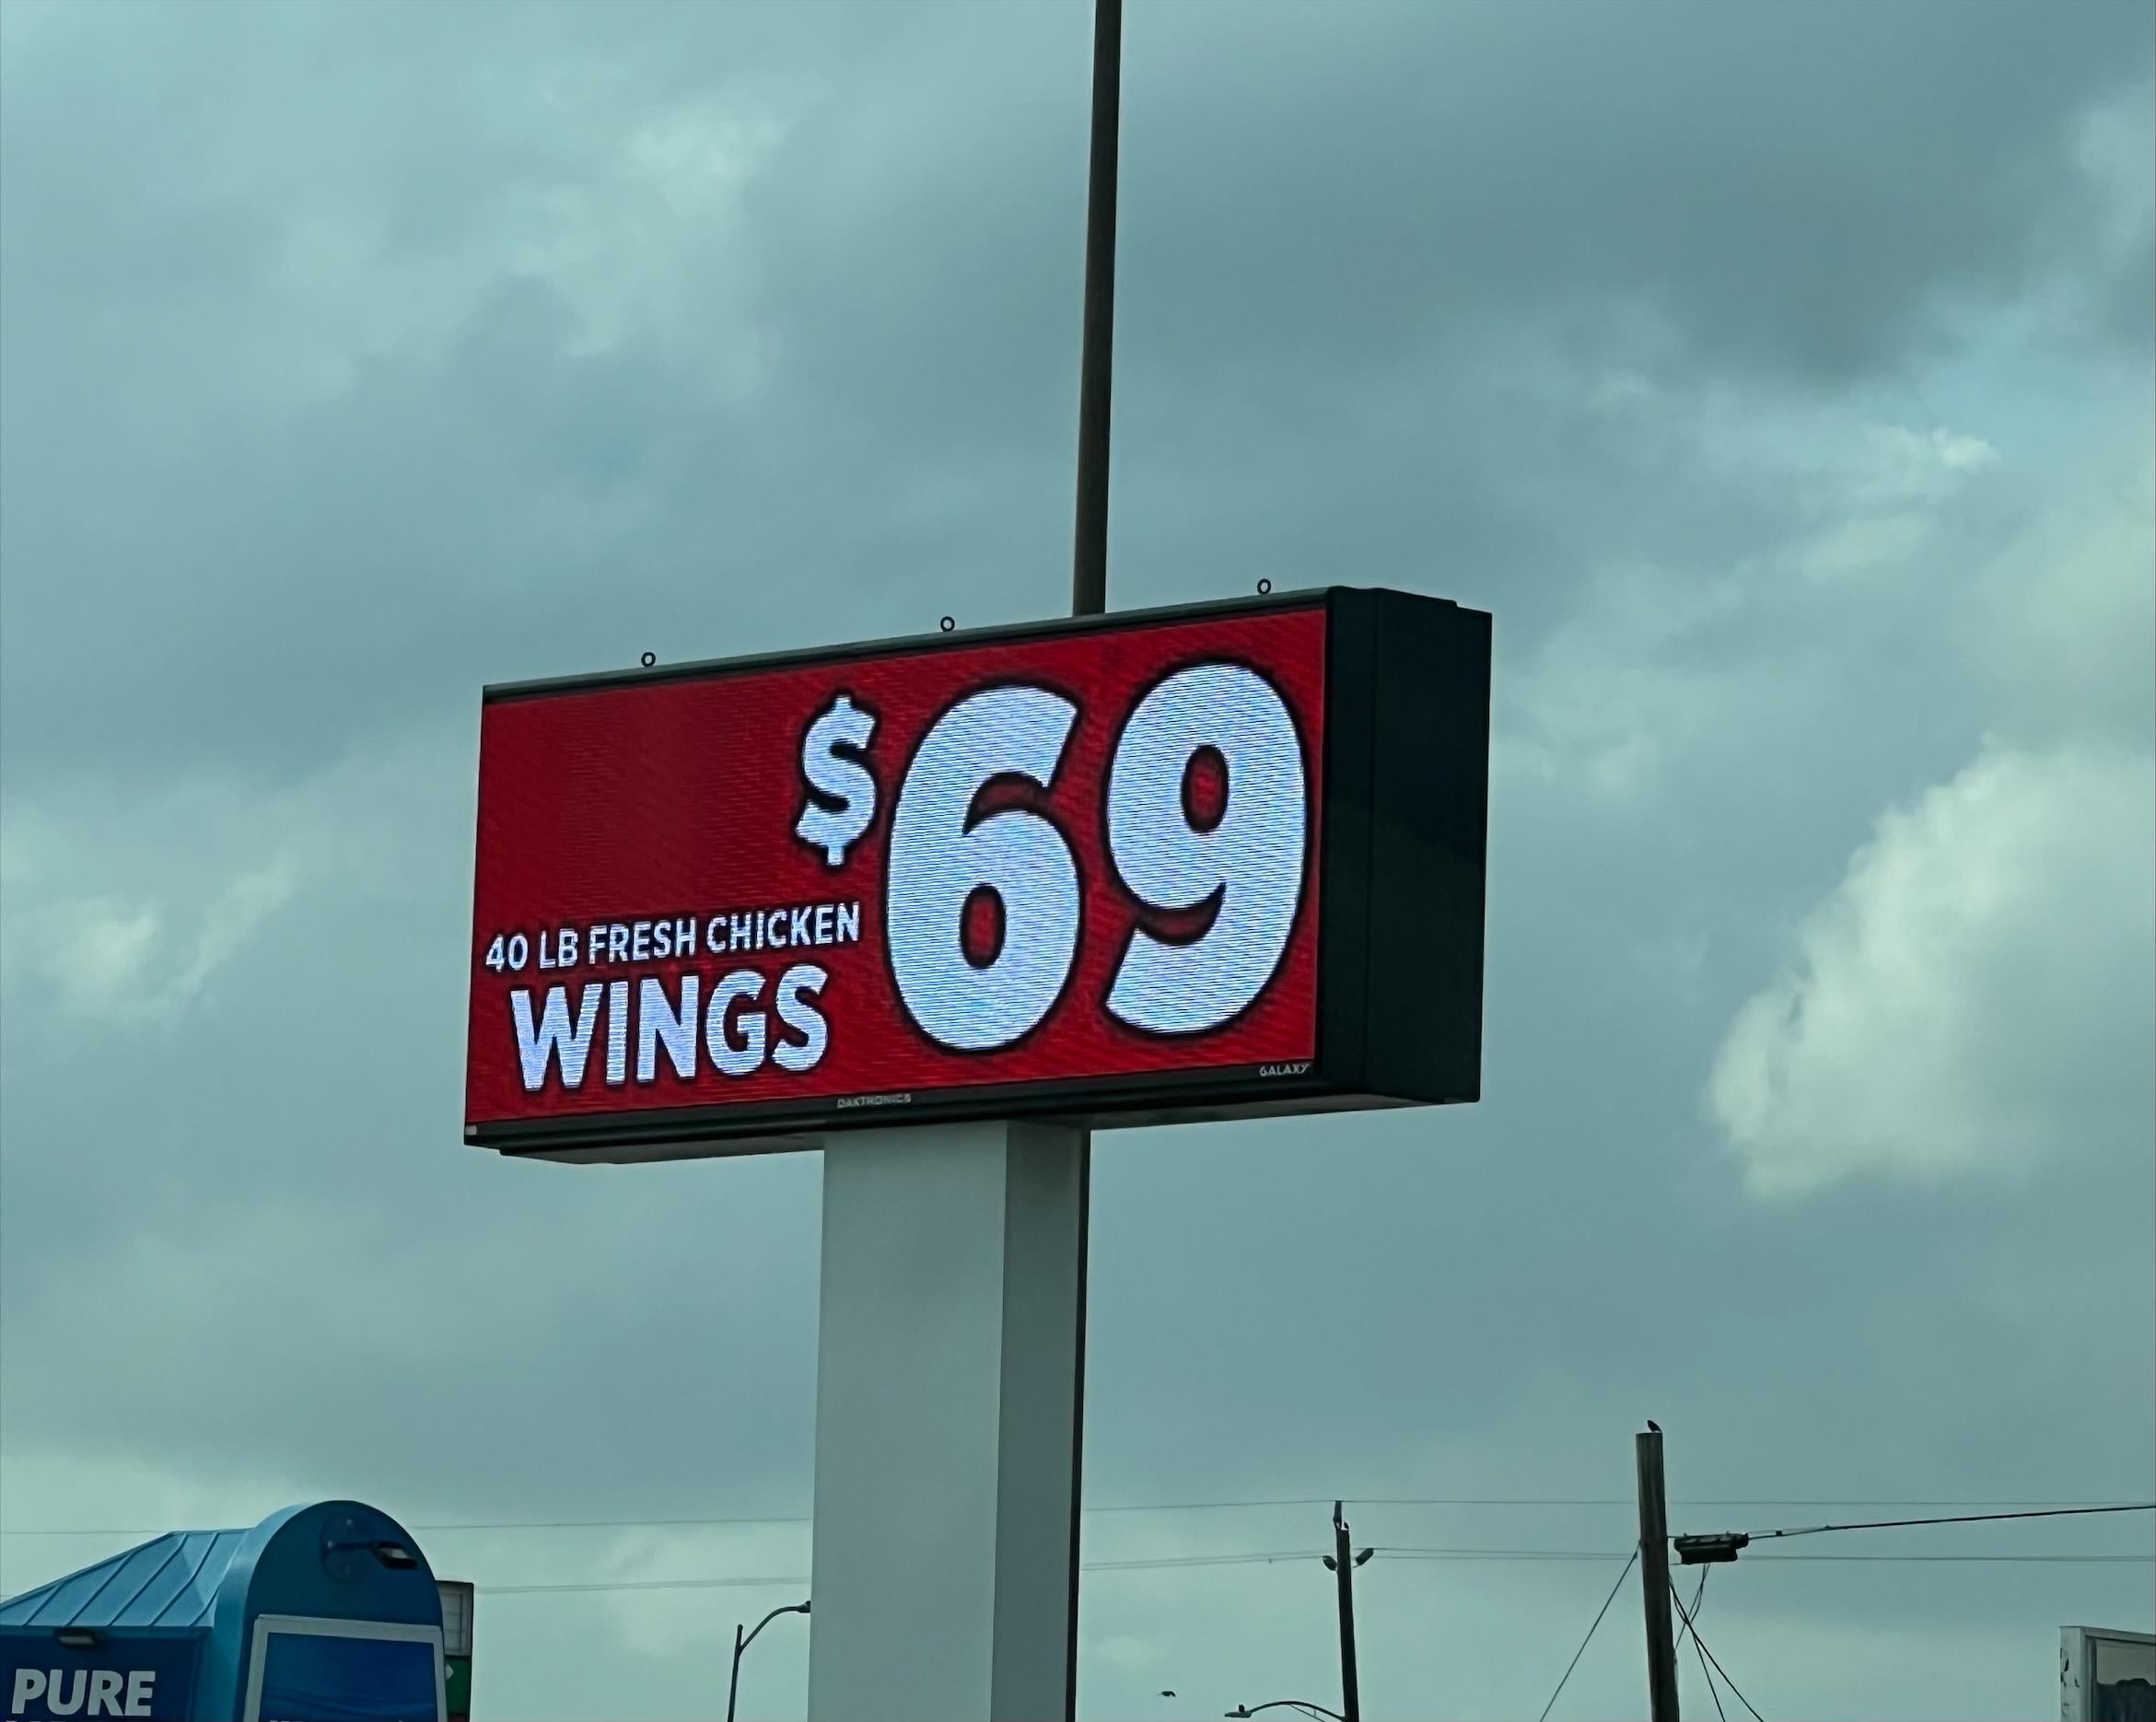 $69
40 LB FRESH CHICKEN
WINGS
GALAXY
DAKTRONICS
PURE